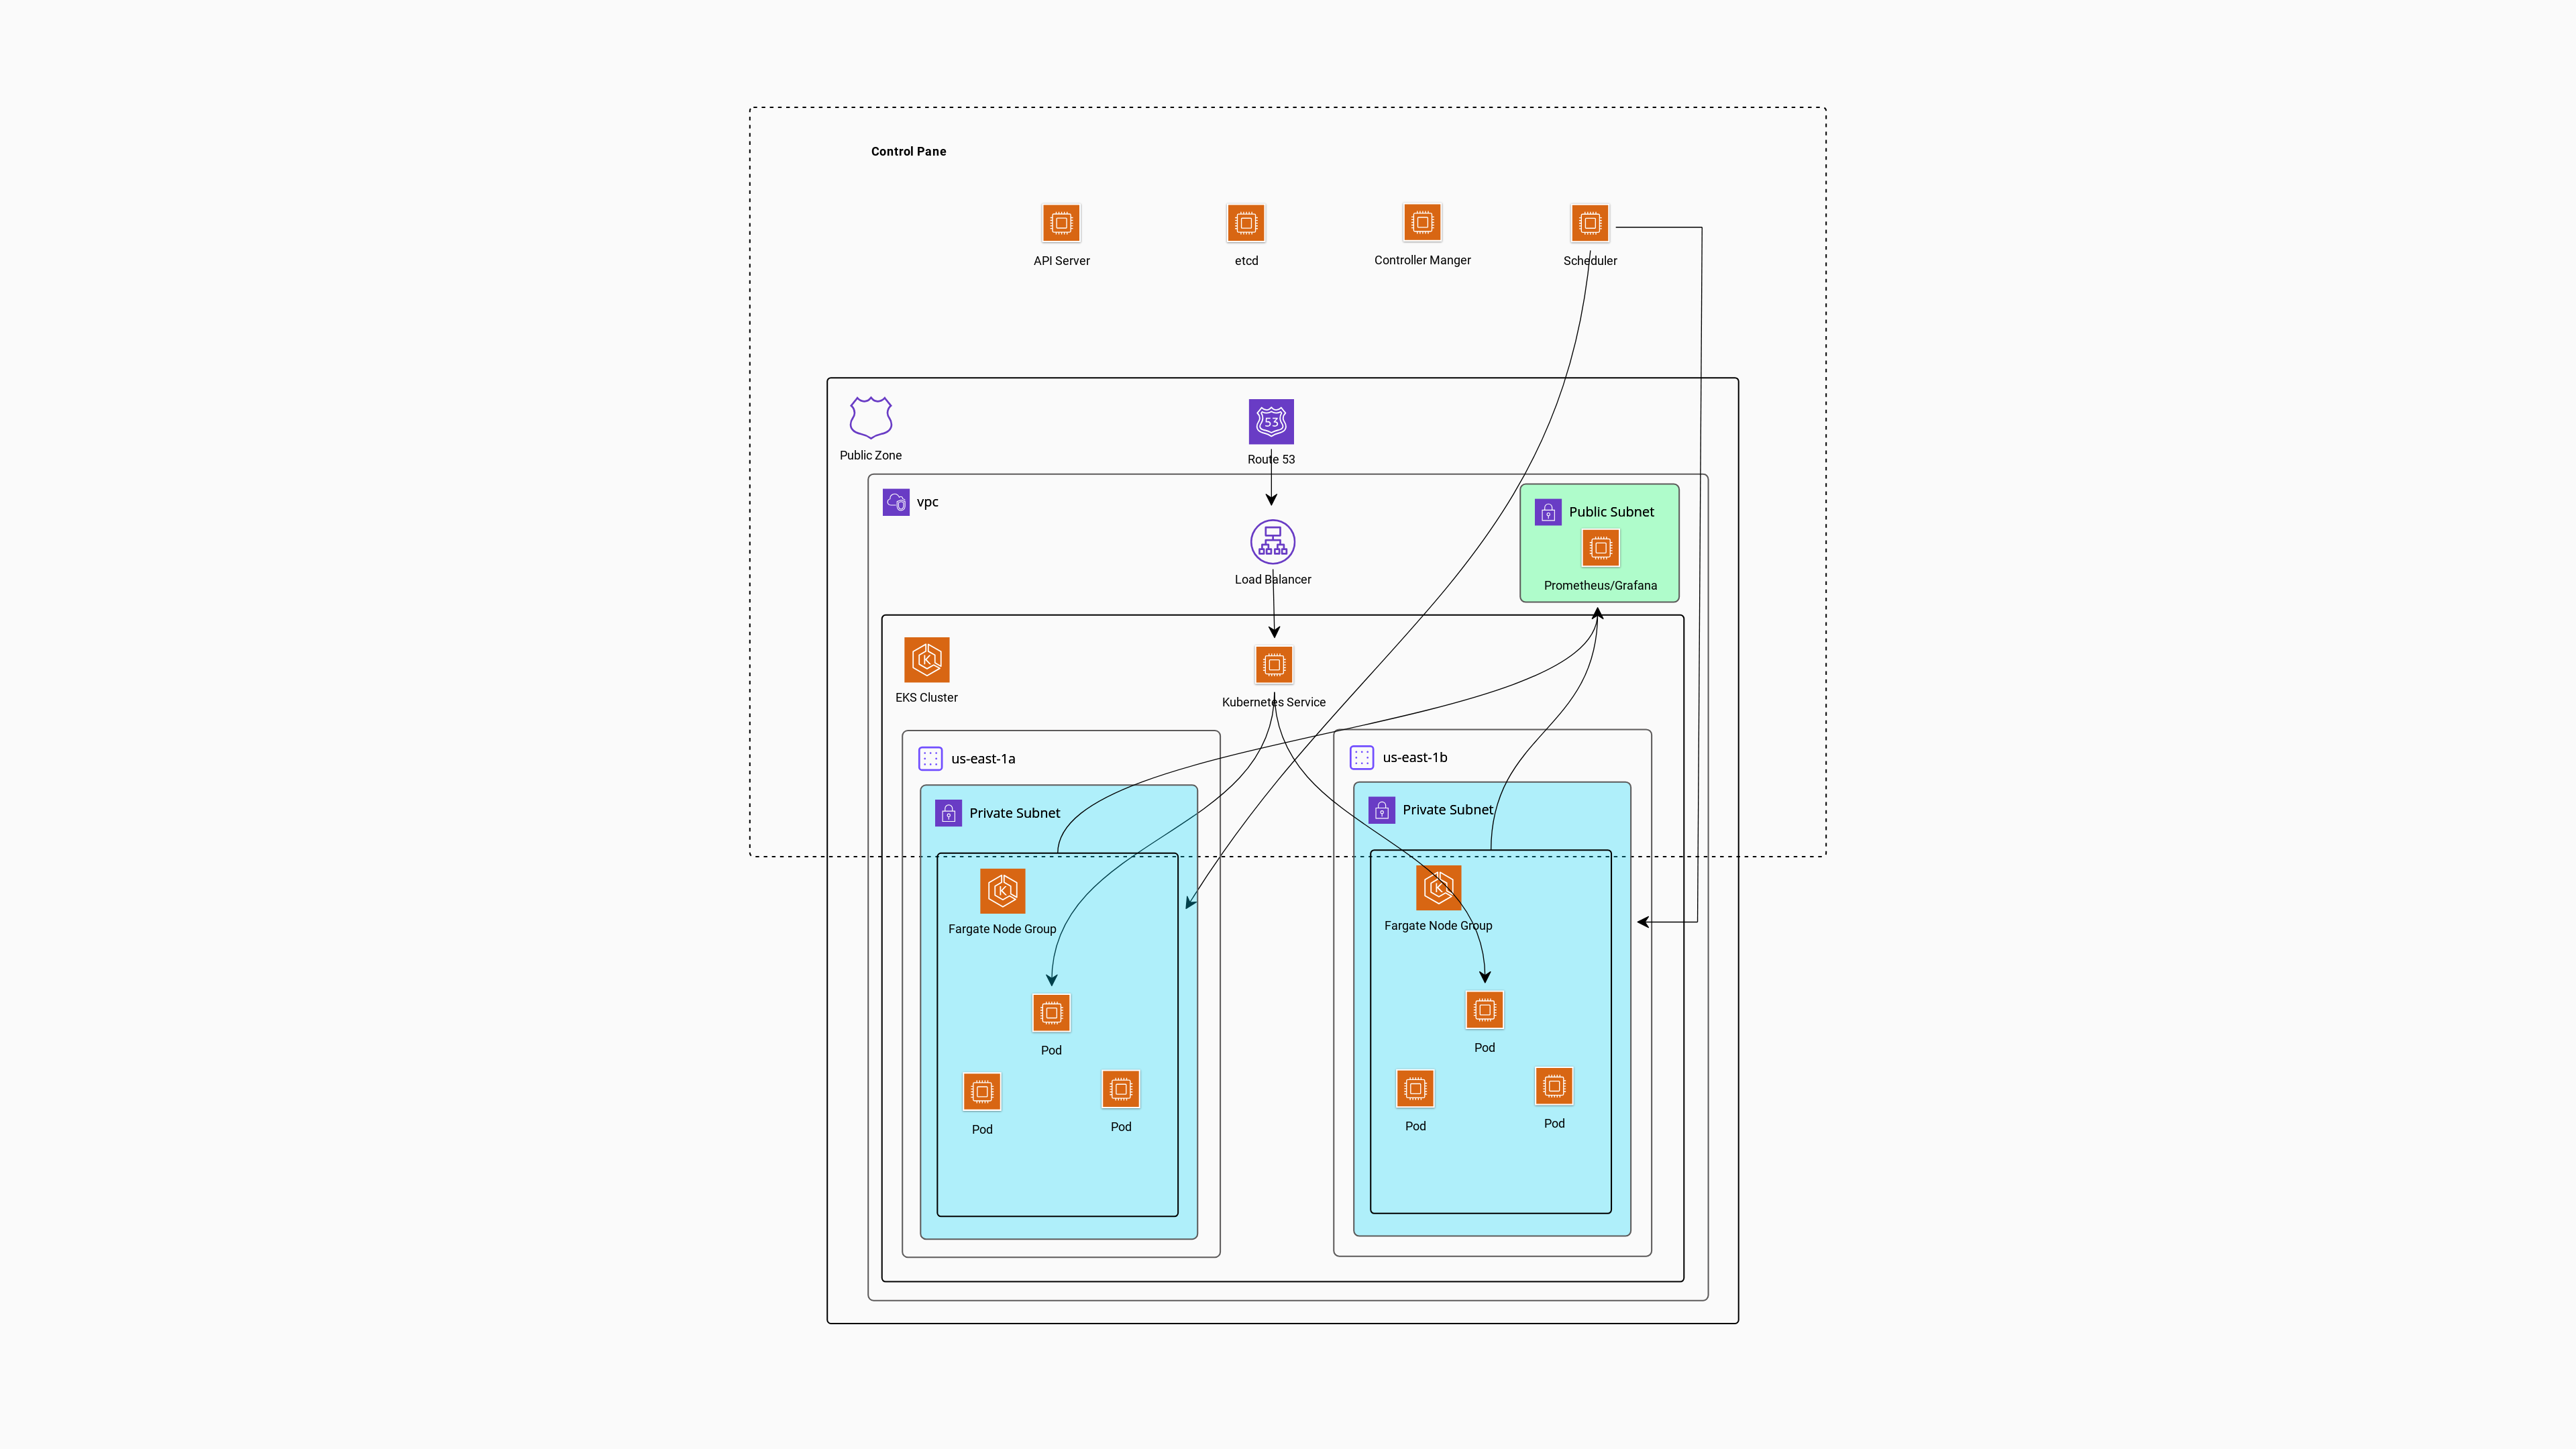 Control Pane
API Server
etcd
Controller Manger
Scheduler
Public Zone
53
Route 53
vpc
Public Subnet
Load Balancer
Prometheus/Grafana
K
EKS Cluster
Kubernetes Service
us-east-1a
us-east-1b
Private Subnet
Private Subnet
K
K
Fargate Node Group
Fargate Node Group
Pod
Pod
Pod
Pod
Pod
Pod